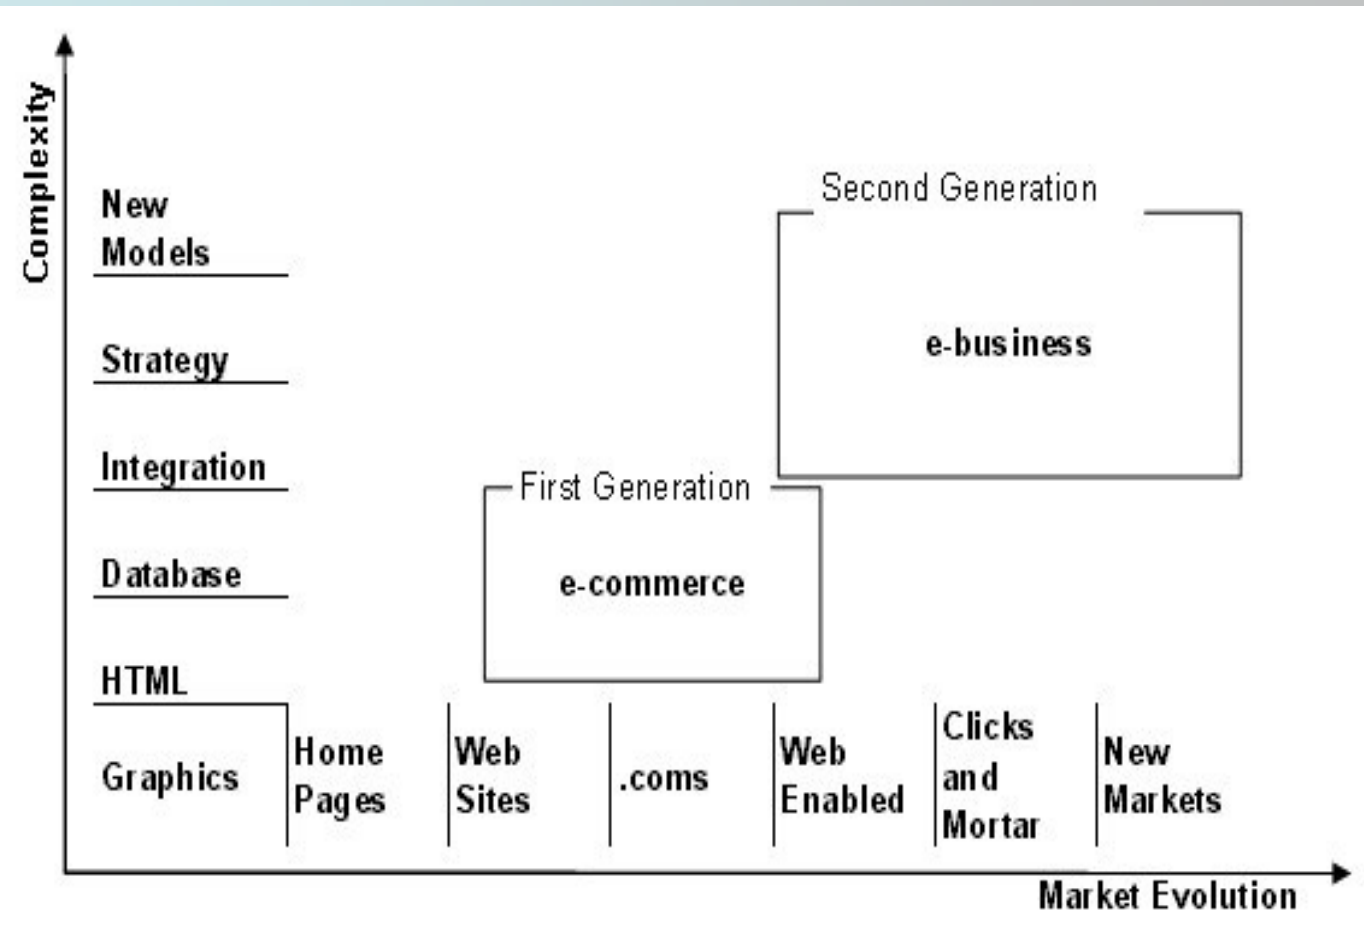 Complexity
New
Models
Strategy
Integration
Database
HTML
Graphics
Second Generation
e-business
First Generation
e-commerce
Home
Pages
Web
Sites
.coms
Web
Enabled
Clicks
and
Mortar
New
Markets
Market Evolution